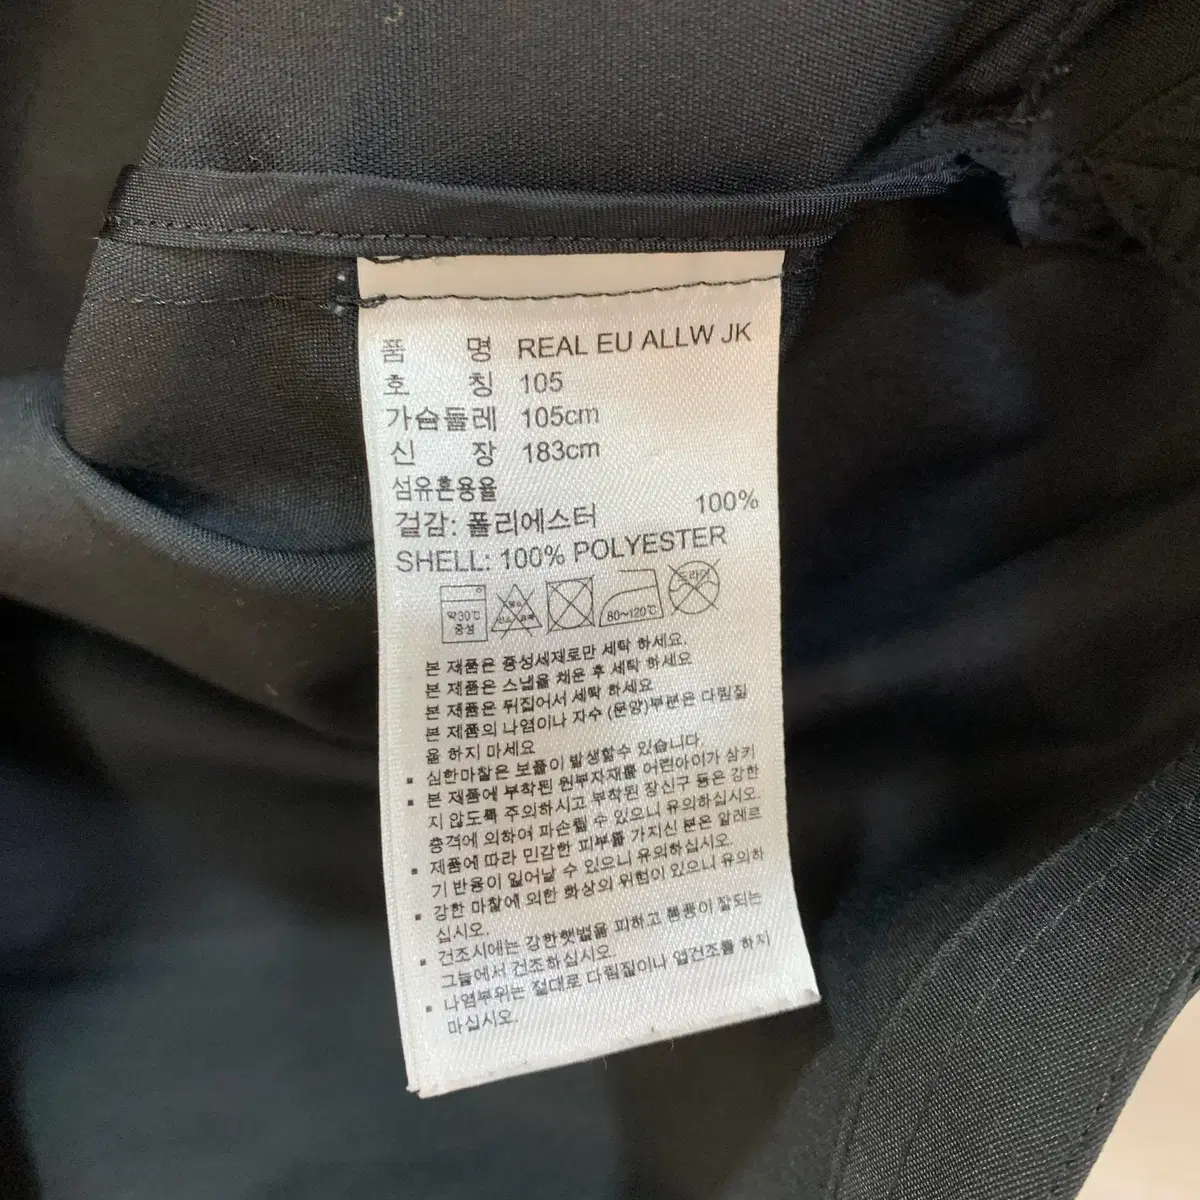 품 명 REAL EU ALLW JK
호 칭 105
가슴둘레 105cm
신 장 183cm
섬유혼용율
겉감: 폴리에스터 100%
SHELL: 100% POLYESTER
약30℃
중성
80~120℃
드라이
본 제품은 중성세제로만 세탁 하세요.
본 제품은 스냅을 채운 후 세탁 하세요
본 제품은 뒤집어서 세탁 하세요
본 제품의 나염이나 자수 (문양)부분은 다림질
을 하지 마세요
▪ 심한마찰은 보풀이 발생할수 있습니다.
▪ 본 제품에 부착된 원부자재를 어린아이가 삼키
지 않도록 주의하시고 부착된 장신구 등은 강한
충격에 의하여 파손될 수 있으니 유의하십시오.
▪ 제품에 따라 민감한 피부를 가지신 분은 알레르
기 반응이 일어날 수 있으니 유의하십시오.
▪ 강한 마찰에 의한 화상의 위험이 있으니 유의하
십시오.
▪ 건조시에는 강한햇볕을 피하고 통풍이 잘되는
그늘에서 건조하십시오.
▪ 나염부위는 절대로 다림질이나 열건조를 하지
마십시오.